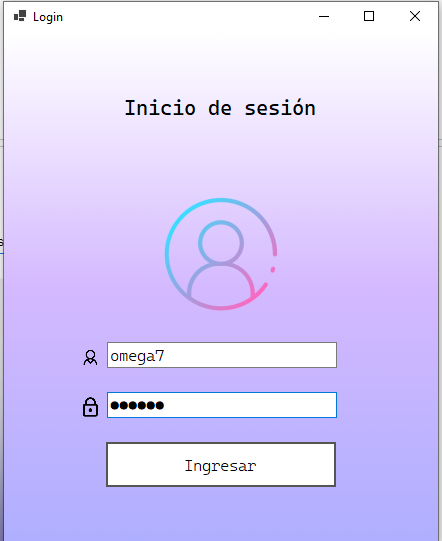 Login
Inicio de sesión
omega7
●●●●●●
Ingresar